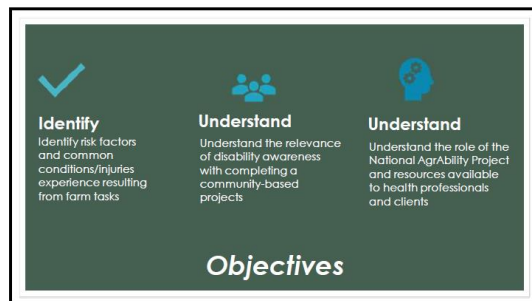 Identify
Identify risk factors
and common
conditions/injuries
experience resulting
from farm tasks
Understand
Understand the relevance
of disability awareness
with completing a
community-based
projects
Understand
Understand the role of the
National AgrAbility Project
and resources available
to health professionals
and clients
Objectives